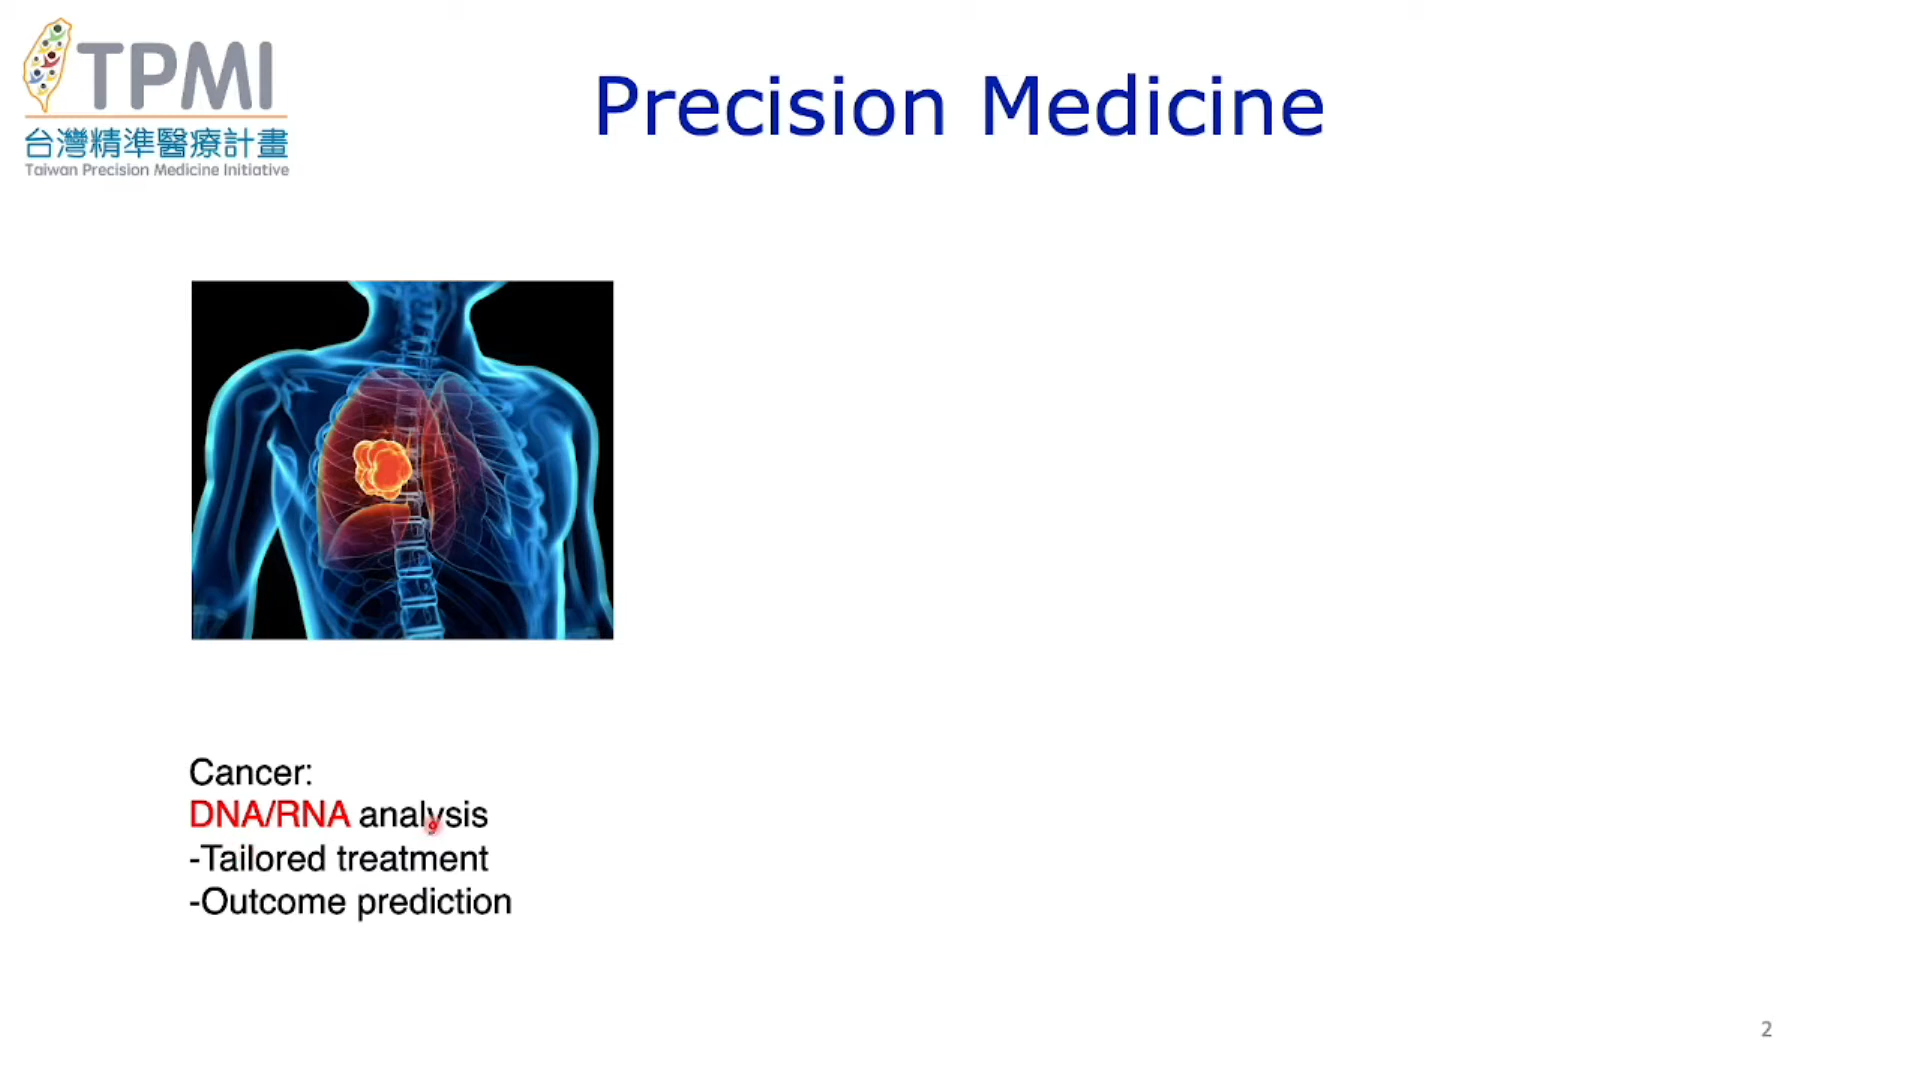 TPMI
台灣精準醫療計畫
Taiwan Precision Medicine Initiative
Precision Medicine
Cancer:
DNA/RNA analysis
-Tailored treatment
-Outcome prediction
2